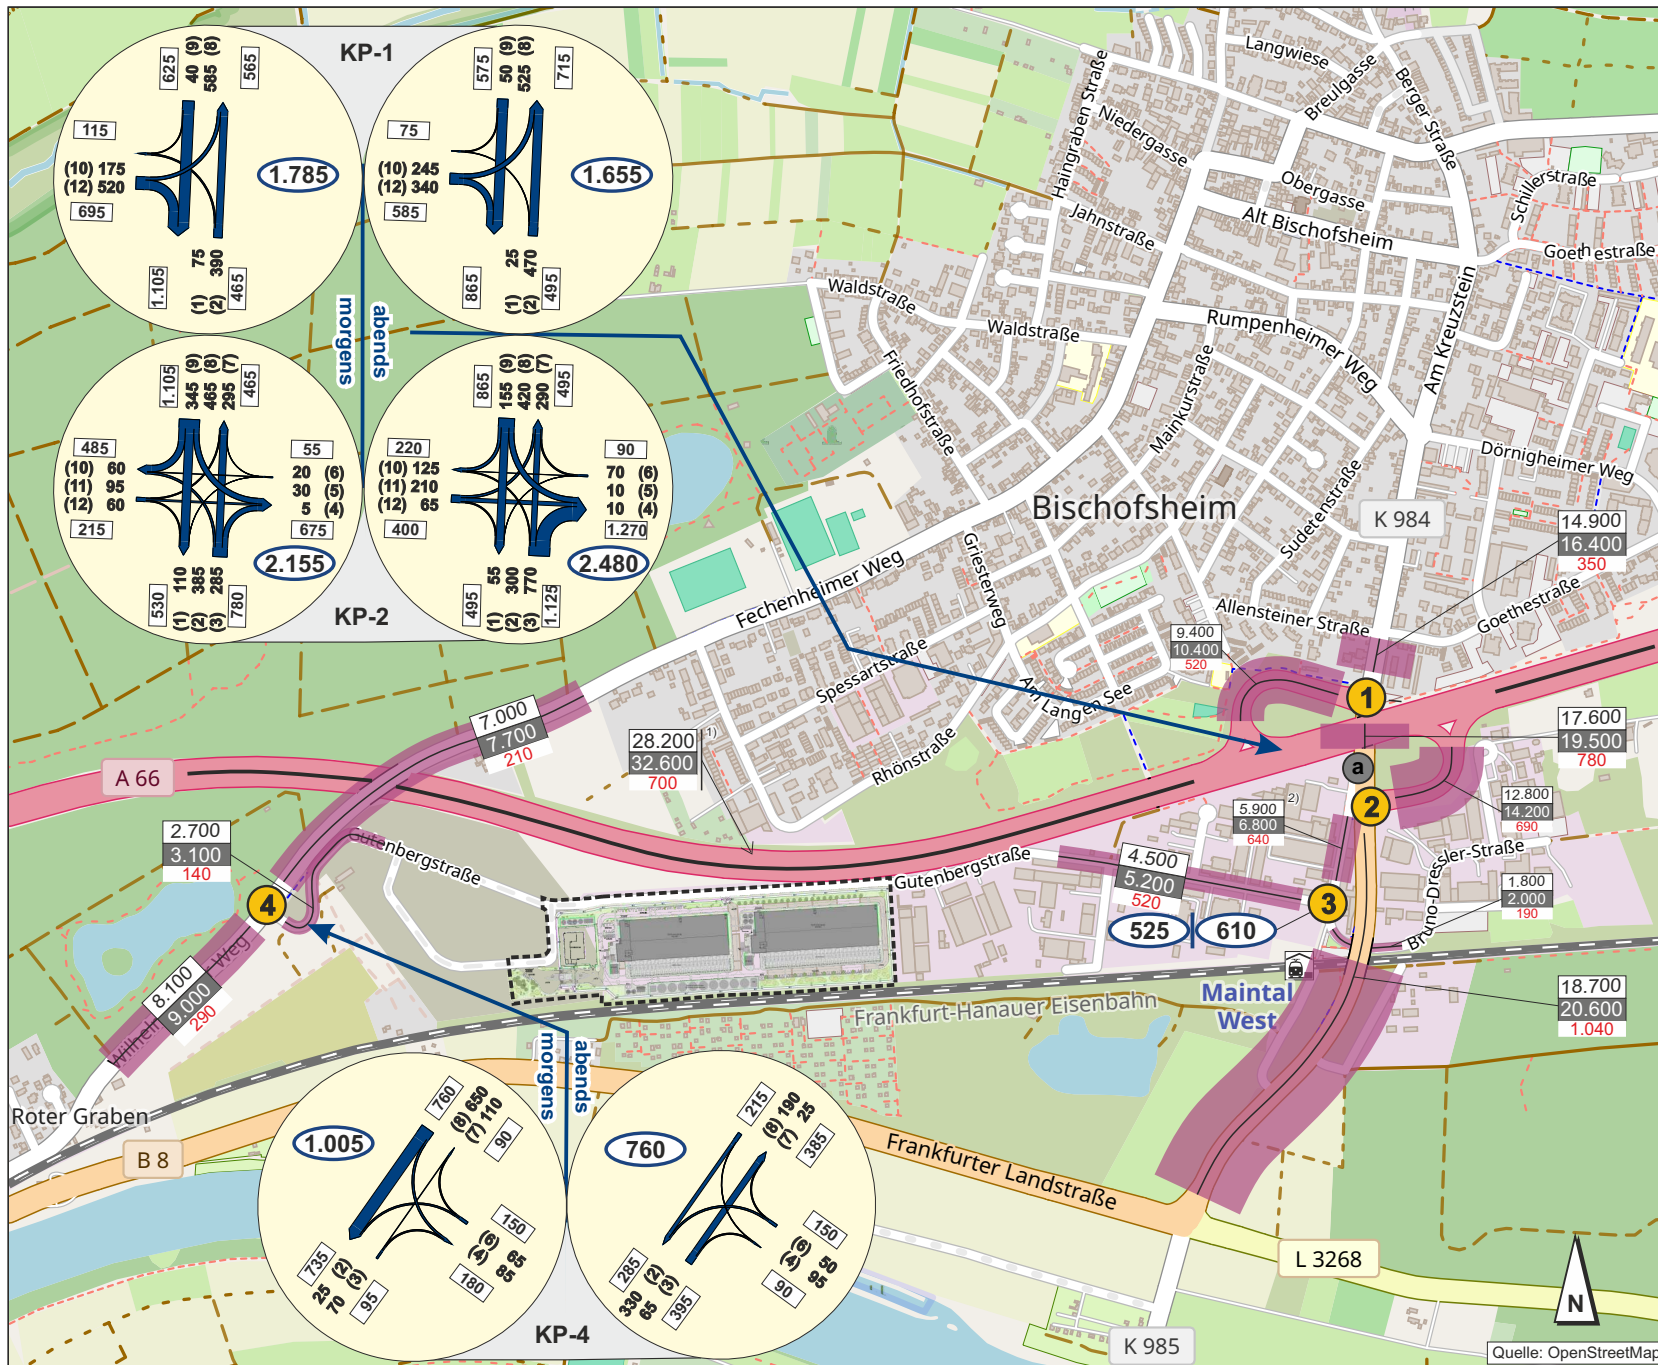 KP-1
625
40 (9)
585 (8)
565
115
(10) 175
(12) 520
695
1.785
1.105
75 (1)
390 (2)
465
575
50 (9)
525 (8)
715
75
(10) 245
(12) 340
585
1.655
865
25 (1)
470 (2)
495
morgens
abends
1.105
345 (9)
465 (8)
295 (7)
465
485
(10) 60
(11) 95
(12) 60
215
55
20 (6)
30 (5)
5 (4)
675
2.155
530
110 (1)
385 (2)
285 (3)
780
865
155 (9)
420 (8)
290 (7)
495
220
(10) 125
(11) 210
(12) 65
400
90
70 (6)
10 (5)
10 (4)
1.270
2.480
495
55 (1)
300 (2)
770 (3)
1.125
KP-2
Langwiese
Breulgasse
Berger Straße
Haingraben Straße
Niedergasse
Obergasse
Schillerstraße
Jahnstraße
Alt Bischofsheim
Goethestraße
Waldstraße
Waldstraße
Rumpenheimer Weg
Am Kreuzstein
Friedhofstraße
Mainkurstraße
Dörnigheimer Weg
Bischofsheim
K 984
Sudetenstraße
14.900
16.400
350
Griesterweg
Fechenheimer Weg
Goethestraße
Allensteiner Straße
9.400
10.400
520
Spessartstraße
Am Langen See
1
7.000
7.700
210
28.200 1)
32.600
700
Rhönstraße
17.600
19.500
780
A 66
a
2
12.800
14.200
690
5.900 2)
6.800
640
2.700
3.100
140
Gutenbergstraße
Gutenbergstraße
4.500
5.200
520
Bruno-Dressler-Straße
1.800
2.000
190
4
3
525
610
Wilhelm Weg
8.100
9.000
290
Maintal
West
Frankfurt-Hanauer Eisenbahn
18.700
20.600
1.040
morgens
abends
Roter Graben
B 8
1.005
760
(8) 650
(7) 110
90
150
(6) 65
(4) 85
180
735
25 (2)
70 (3)
95
760
215
(8) 190
(7) 25
385
150
(6) 50
(4) 95
90
285
330 (2)
65 (3)
395
KP-4
Frankfurter Landstraße
L 3268
K 985
N
Quelle: OpenStreetMap